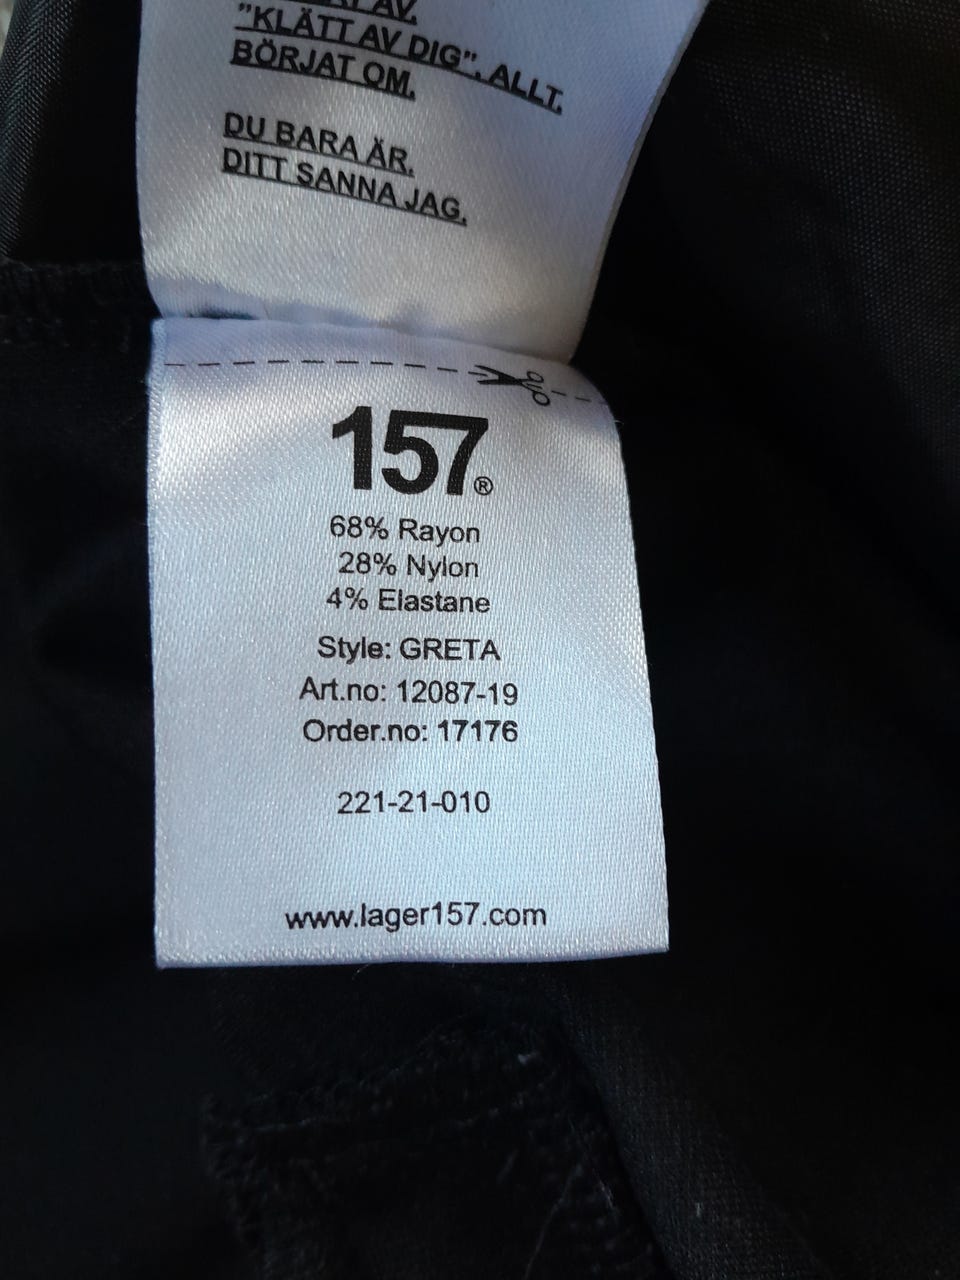 AV.
"KLÄTT AV DIG". ALLT.
BÖRJAT OM.
DU BARA ÄR.
DITT SANNA JAG.
157®
68% Rayon
28% Nylon
4% Elastane
Style: GRETA
Art.no: 12087-19
Order.no: 17176
221-21-010
www.lager157.com